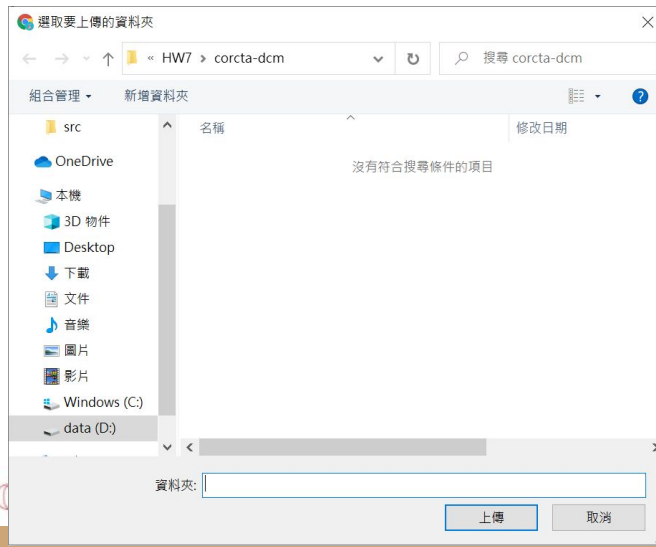 選取要上傳的資料夾
« HW7 > corcta-dcm
搜尋 corcta-dcm
組合管理
新增資料夾
名稱
修改日期
沒有符合搜尋條件的項目
src
OneDrive
本機
3D 物件
Desktop
下載
文件
音樂
圖片
影片
Windows (C:)
data (D:)
資料夾:
上傳
取消